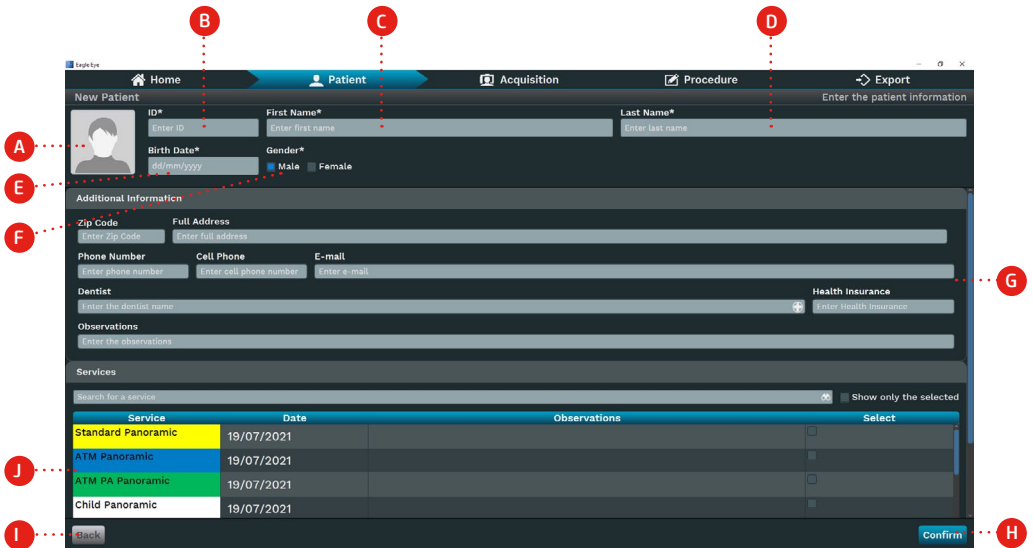 B C D
Eagle Eye
Home Patient Acquisition Procedure Export
New Patient Enter the patient information
ID* First Name* Last Name*
Enter ID Enter first name Enter last name
A
Birth Date* Gender*
dd/mm/yyyy Male Female
E
Additional Information
Zip Code Full Address
F
Enter Zip Code Enter full address
Phone Number Cell Phone E-mail
Enter phone number Enter cell phone number Enter e-mail
G
Dentist Health Insurance
Enter the dentist name Enter Health Insurance
Observations
Enter the observations
Services
Search for a service Show only the selected
Service Date Observations Select
Standard Panoramic 19/07/2021
ATM Panoramic 19/07/2021
J
ATM PA Panoramic 19/07/2021
Child Panoramic 19/07/2021
I Back Confirm H